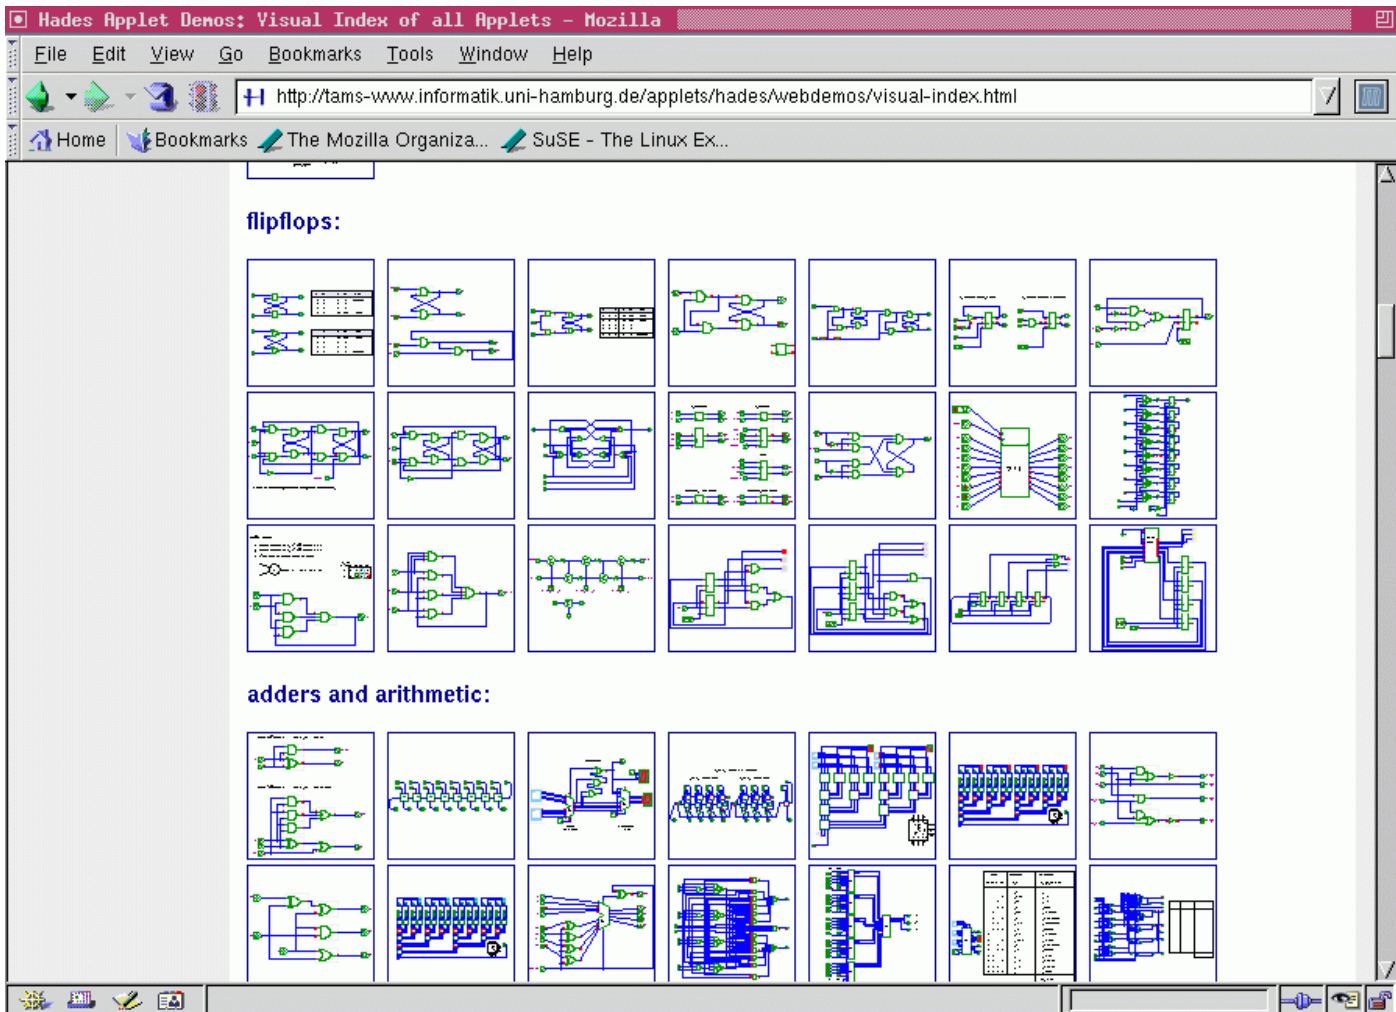 Hades Applet Demos: Visual Index of all Applets - Mozilla
File Edit View Go Bookmarks Tools Window Help
http://tams-www.informatik.uni-hamburg.de/applets/hades/webdemos/visual-index.html
Home Bookmarks The Mozilla Organiza... SuSE - The Linux Ex...
flipflops:
adders and arithmetic: